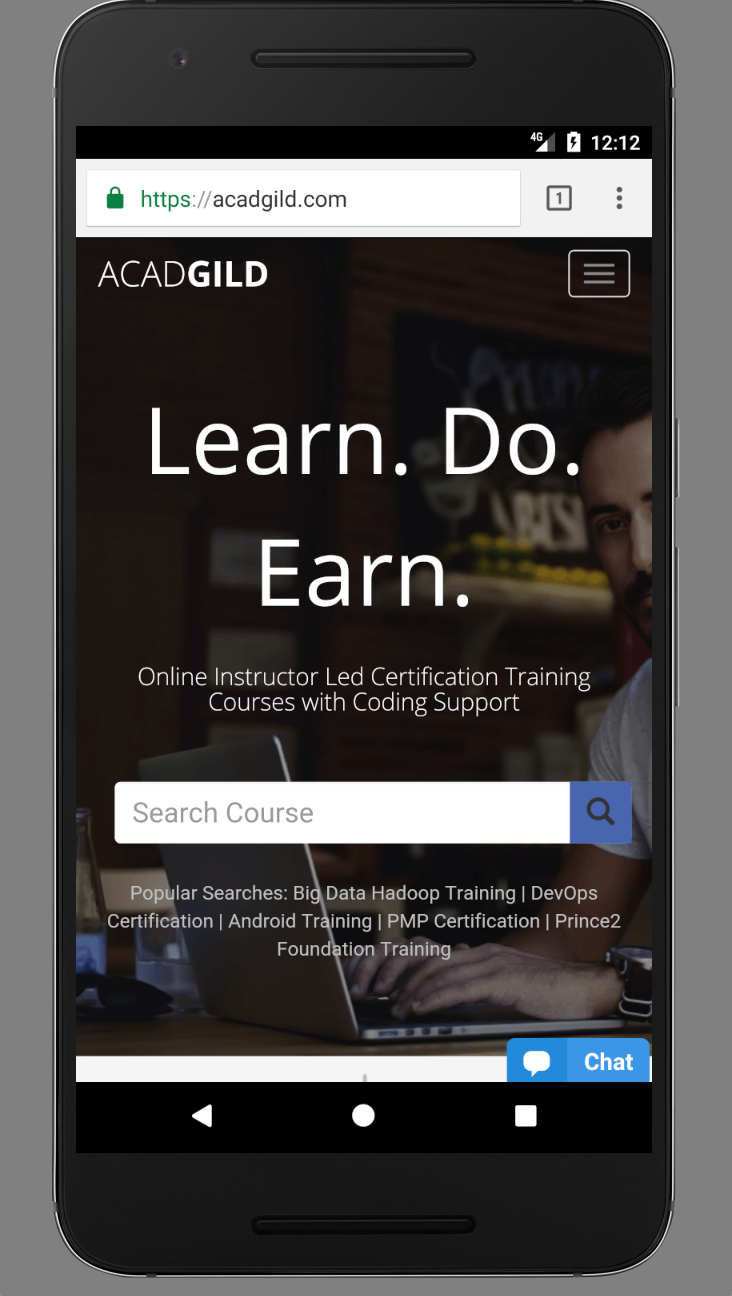 4G 12:12
https://acadgild.com 1
ACADGILD
Learn. Do.
Earn.
Online Instructor Led Certification Training
Courses with Coding Support
Search Course
Popular Searches: Big Data Hadoop Training | DevOps
Certification | Android Training | PMP Certification | Prince2
Foundation Training
Chat